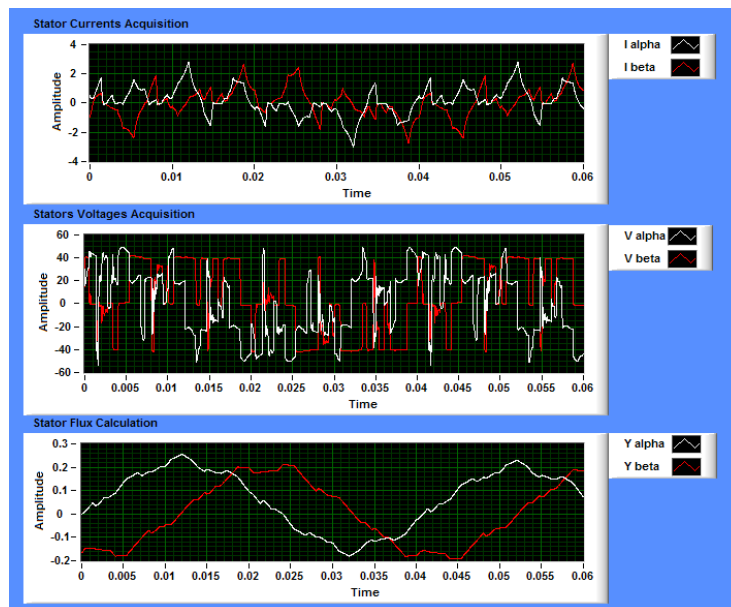 Stator Currents Acquisition
4
2
0
-2
-4
Amplitude
0 0.01 0.02 0.03 0.04 0.05 0.06
Time
I alpha
I beta
Stators Voltages Acquisition
60
40
20
0
-20
-40
-60
Amplitude
0 0.005 0.01 0.015 0.02 0.025 0.03 0.035 0.04 0.045 0.05 0.055 0.06
Time
V alpha
V beta
Stator Flux Calculation
0.3
0.2
0.1
0
-0.1
-0.2
Amplitude
0 0.005 0.01 0.015 0.02 0.025 0.03 0.035 0.04 0.045 0.05 0.055 0.06
Time
Y alpha
Y beta